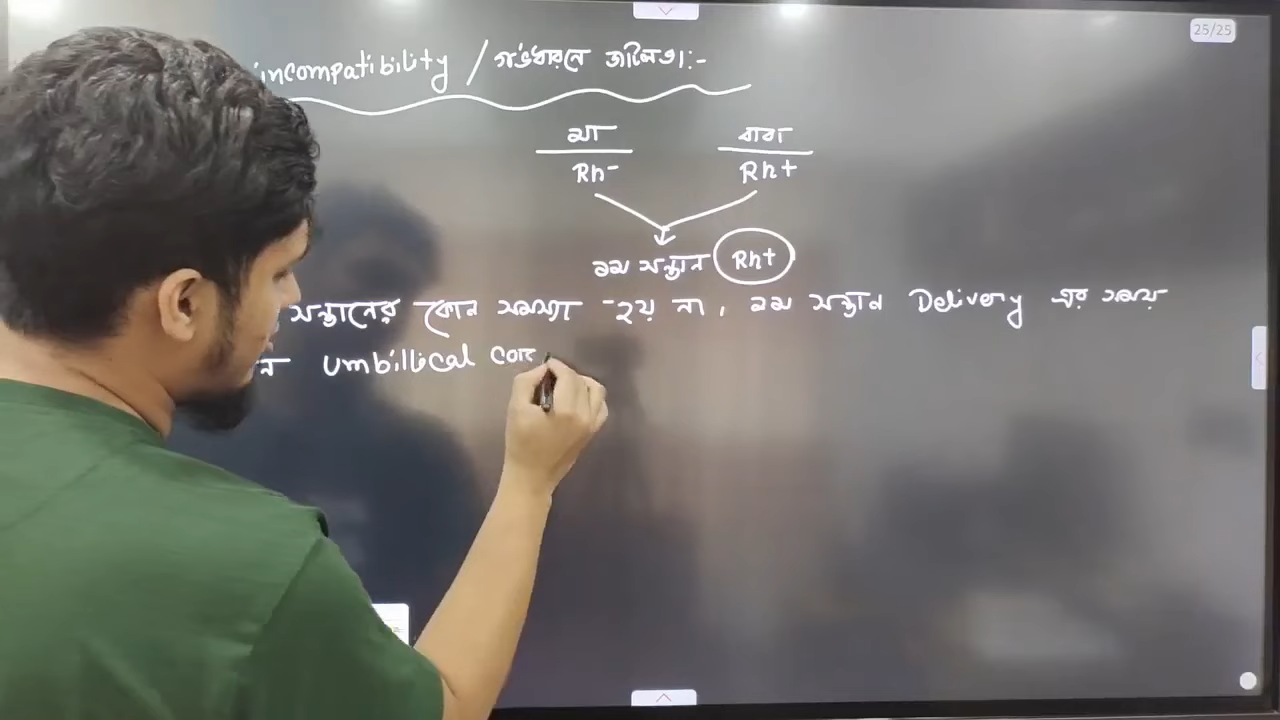 25/25
incompatibility / গর্ভধারনে জটিলতা:-
মা বাবা
Rh- Rh+
১ম সন্তান Rh+
সন্তানের কোন সমস্যা হয় না, ১ম সন্তান Delivery এর সময়
umbillical cor